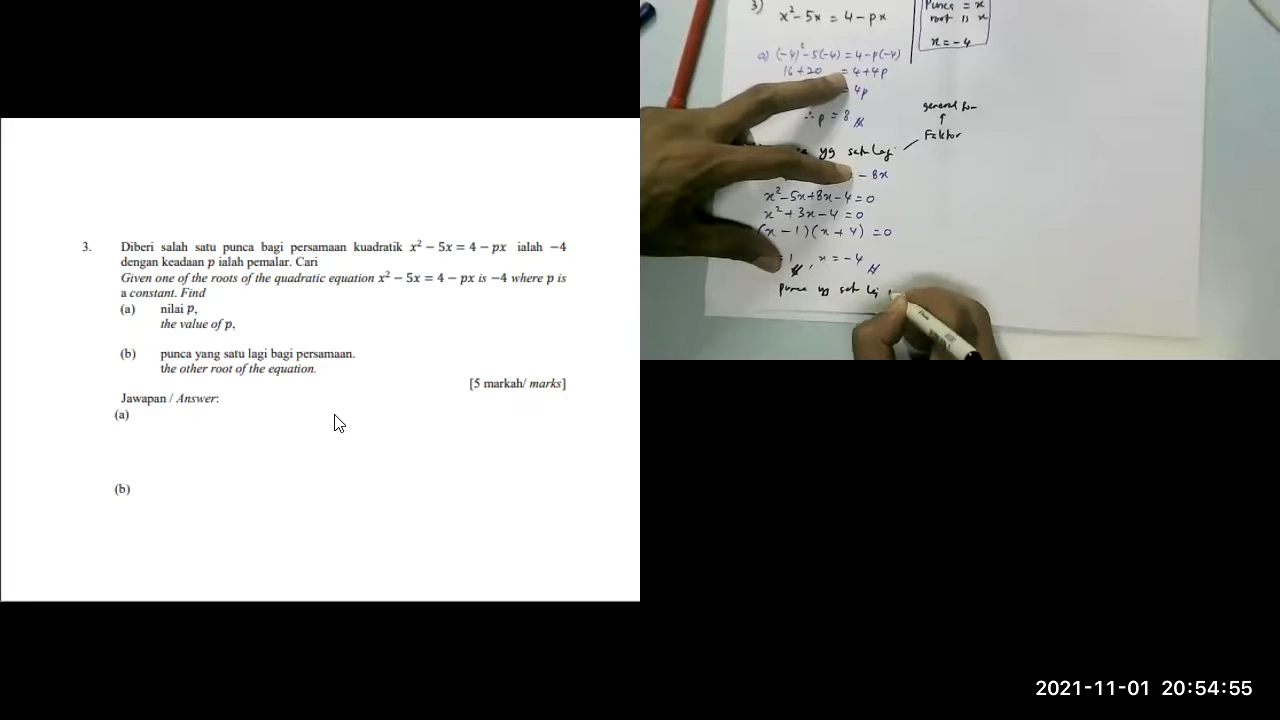 3. Diberi salah satu punca bagi persamaan kuadratik x² − 5x = 4 − px ialah −4
dengan keadaan p ialah pemalar. Cari
Given one of the roots of the quadratic equation x² − 5x = 4 − px is −4 where p is
a constant. Find
(a) nilai p,
the value of p,
(b) punca yang satu lagi bagi persamaan.
the other root of the equation.
[5 markah/ marks]
Jawapan / Answer:
(a)
(b)
3)
x² − 5x = 4 − px
Punca = x
root is x
x = −4
a) (−4)² − 5(−4) = 4 − p(−4)
16 + 20 = 4 + 4p
= 4p
∴ p = 8
general
Faktor
yg satu lagi
− 8x
x² − 5x + 8x − 4 = 0
x² + 3x − 4 = 0
(x − 1)(x + 4) = 0
= 1 , x = −4
punca yg satu lagi
2021-11-01 20:54:55